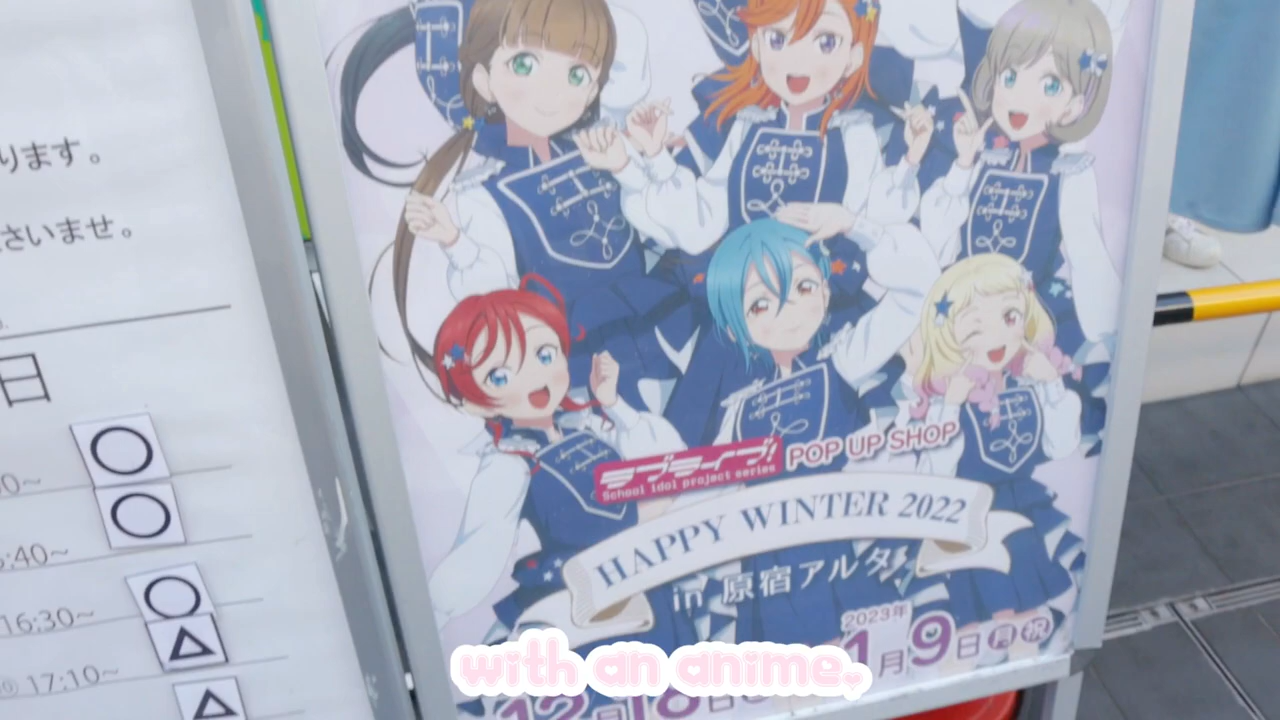 ります。
さいませ。
日
:40~
16:30~
17:10~
ラブライブ!
School idol project series
POP UP SHOP
HAPPY WINTER 2022
in 原宿アルタ
2023年
1月9日 月 祝
with an anime.